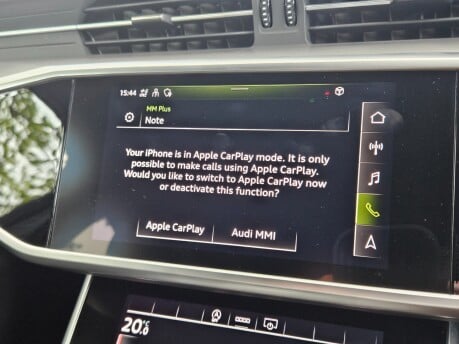 15:44
MM Plus
Note
Your iPhone is in Apple CarPlay mode. It is only
possible to make calls using Apple CarPlay.
Would you like to switch to Apple CarPlay now
or deactivate this function?
Apple CarPlay
Audi MMI